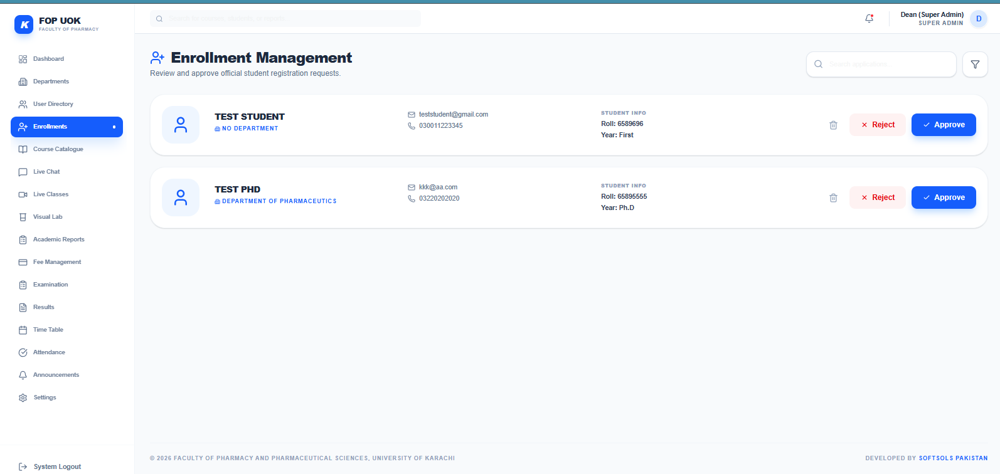 K
FOP UOK
FACULTY OF PHARMACY
Dashboard
Departments
User Directory
Enrollments
Course Catalogue
Live Chat
Live Classes
Visual Lab
Academic Reports
Fee Management
Examination
Results
Time Table
Attendance
Announcements
Settings
System Logout
Search for courses, students, or reports...
Dean (Super Admin)
SUPER ADMIN
D
Enrollment Management
Review and approve official student registration requests.
Search applications...
TEST STUDENT
NO DEPARTMENT
teststudent@gmail.com
030011223345
STUDENT INFO
Roll: 6589696
Year: First
Reject
Approve
TEST PHD
DEPARTMENT OF PHARMACEUTICS
kkk@aa.com
03220202020
STUDENT INFO
Roll: 65895555
Year: Ph.D
Reject
Approve
© 2026 FACULTY OF PHARMACY AND PHARMACEUTICAL SCIENCES, UNIVERSITY OF KARACHI
DEVELOPED BY SOFTSOLS PAKISTAN